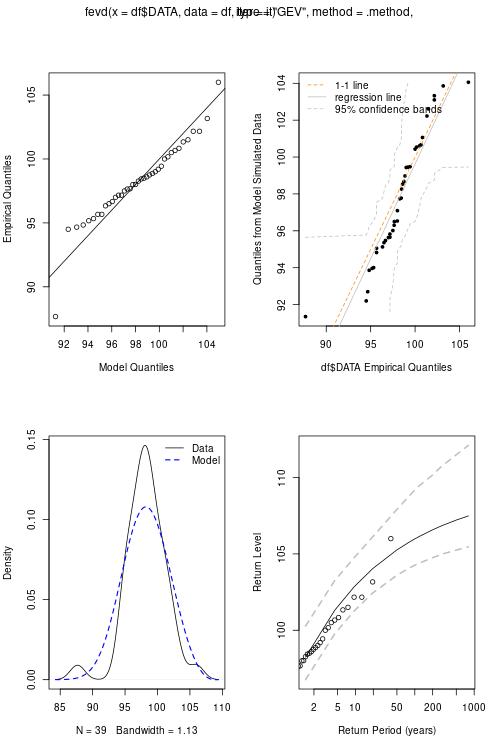 fevd(x = df$DATA, data = df, type = "GEV", method = .method,
105
100
95
90
Empirical Quantiles
92 94 96 98 100 104
Model Quantiles
1-1 line
regression line
95% confidence bands
104
102
100
98
96
94
92
Quantiles from Model Simulated Data
90 95 100 105
df$DATA Empirical Quantiles
Data
Model
0.15
0.10
0.05
0.00
Density
85 90 95 100 105 110
N = 39 Bandwidth = 1.13
110
105
100
Return Level
2 5 10 50 200 1000
Return Period (years)